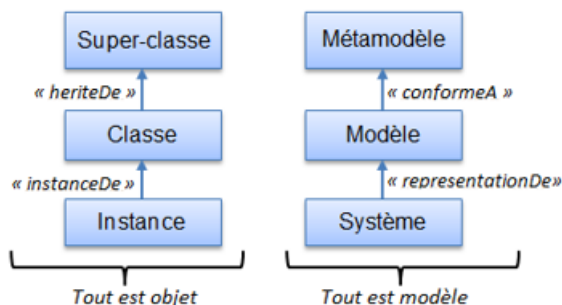 Super-classe
« heriteDe »
Classe
« instanceDe»
Instance
Tout est objet
Métamodèle
« conformeA »
Modèle
« representationDe»
Système
Tout est modèle